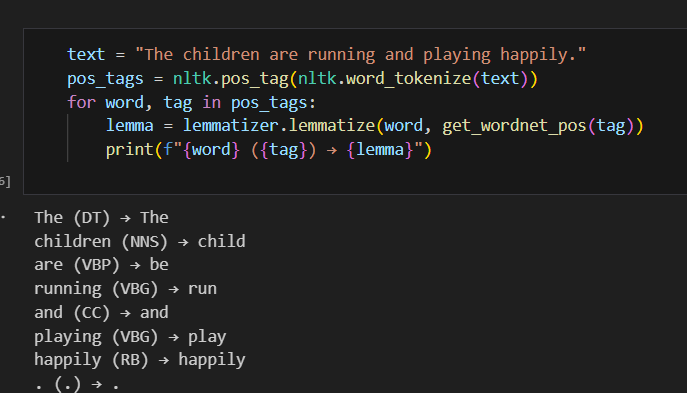 text = "The children are running and playing happily."
pos_tags = nltk.pos_tag(nltk.word_tokenize(text))
for word, tag in pos_tags:
    lemma = lemmatizer.lemmatize(word, get_wordnet_pos(tag))
    print(f"{word} ({tag}) → {lemma}")
6]
The (DT) → The
children (NNS) → child
are (VBP) → be
running (VBG) → run
and (CC) → and
playing (VBG) → play
happily (RB) → happily
. (.) → .